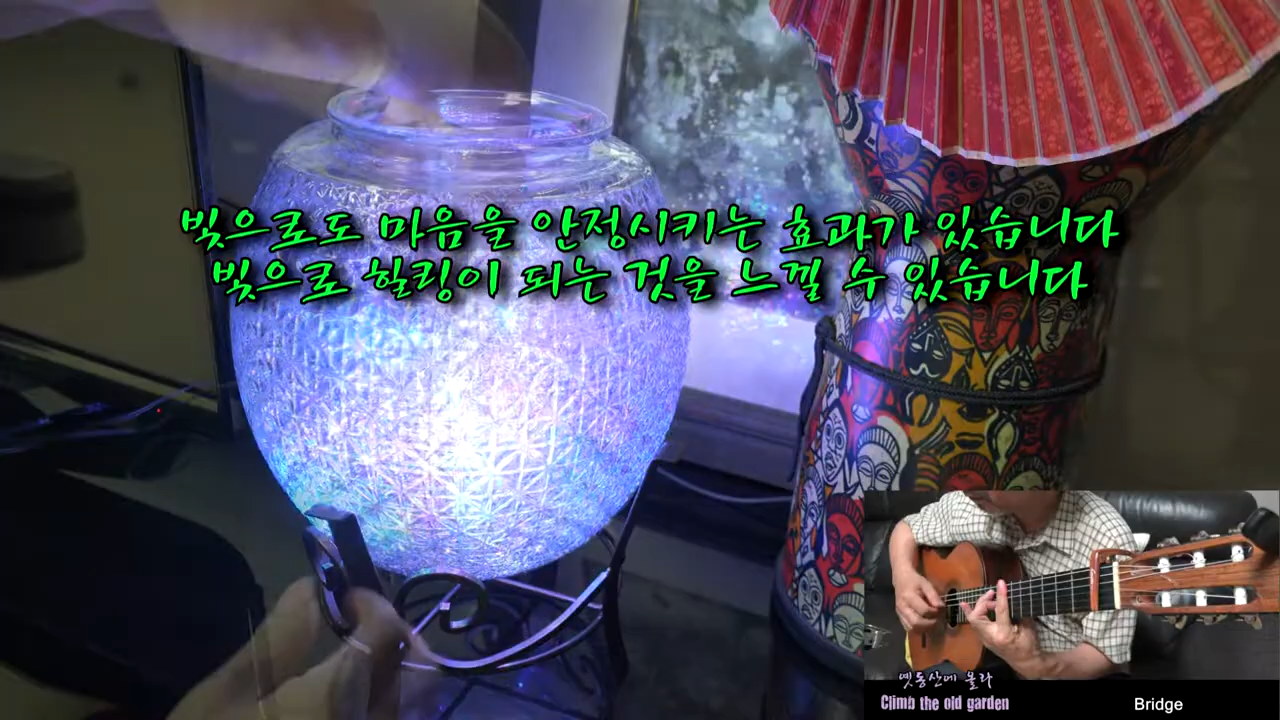 빛으로도 마음을 안정시키는 효과가 있습니다
빛으로 힐링이 되는 것을 느낄 수 있습니다
옛동산에 올라
Climb the old garden
Bridge